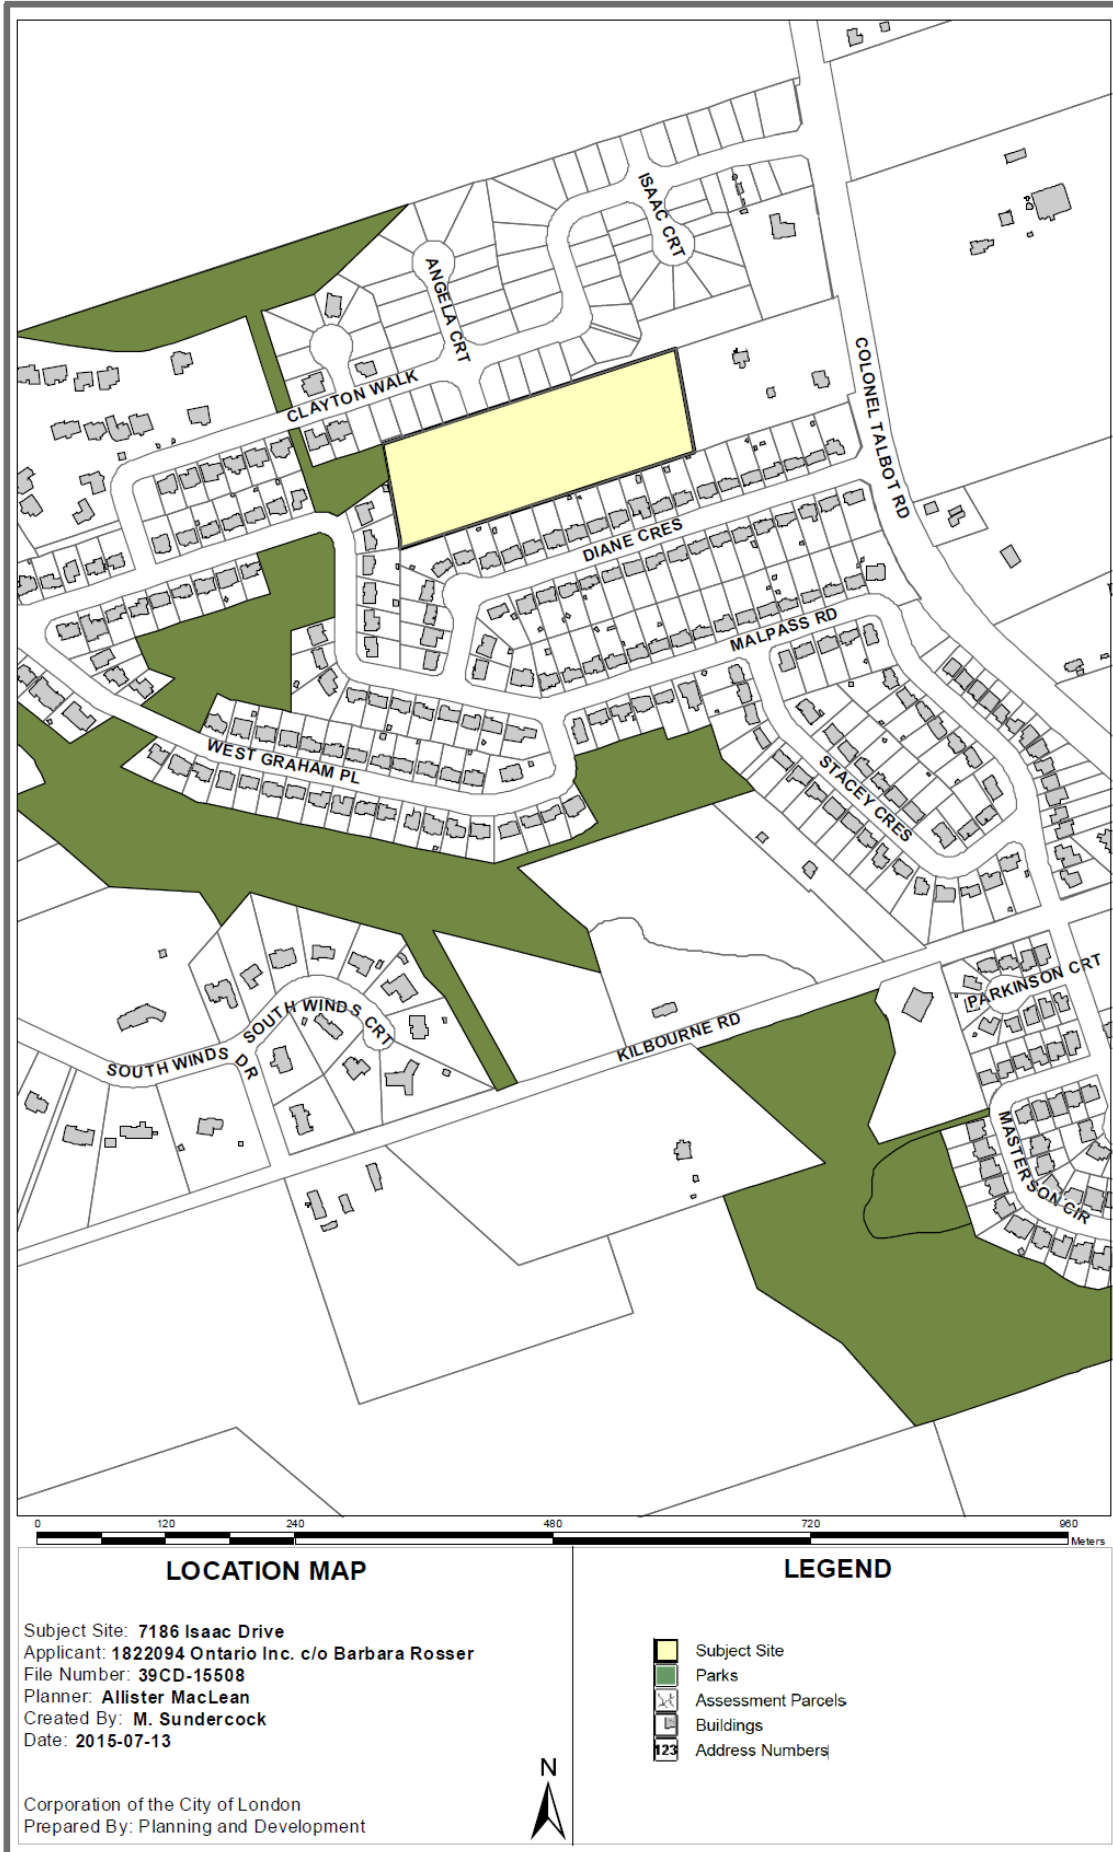 ISAAC CRT
ANGELA CRT
COLONEL TALBOT RD
CLAYTON WALK
DIANE CRES
MALPASS RD
WEST GRAHAM PL
STACEY CRES
PARKINSON CRT
SOUTH WINDS CRT
KILBOURNE RD
SOUTH WINDS DR
MASTERSON CIR
0 120 240 480 720 960
Meters
LOCATION MAP
Subject Site: 7186 Isaac Drive
Applicant: 1822094 Ontario Inc. c/o Barbara Rosser
File Number: 39CD-15508
Planner: Allister MacLean
Created By: M. Sundercock
Date: 2015-07-13
Corporation of the City of London
Prepared By: Planning and Development
N
LEGEND
Subject Site
Parks
Assessment Parcels
Buildings
123 Address Numbers